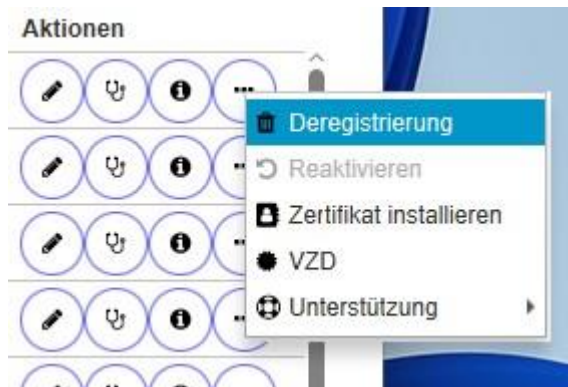 Aktionen
Deregistrierung
Reaktivieren
Zertifikat installieren
VZD
Unterstützung